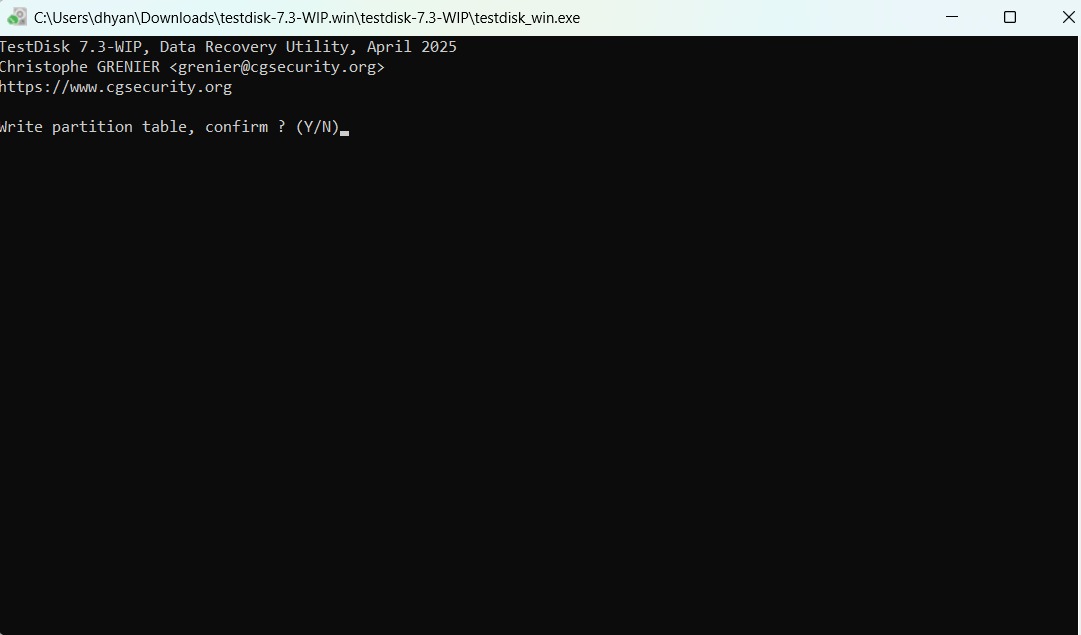 C:\Users\dhyan\Downloads\testdisk-7.3-WIP.win\testdisk-7.3-WIP\testdisk_win.exe
TestDisk 7.3-WIP, Data Recovery Utility, April 2025
Christophe GRENIER <grenier@cgsecurity.org>
https://www.cgsecurity.org
Write partition table, confirm ? (Y/N)